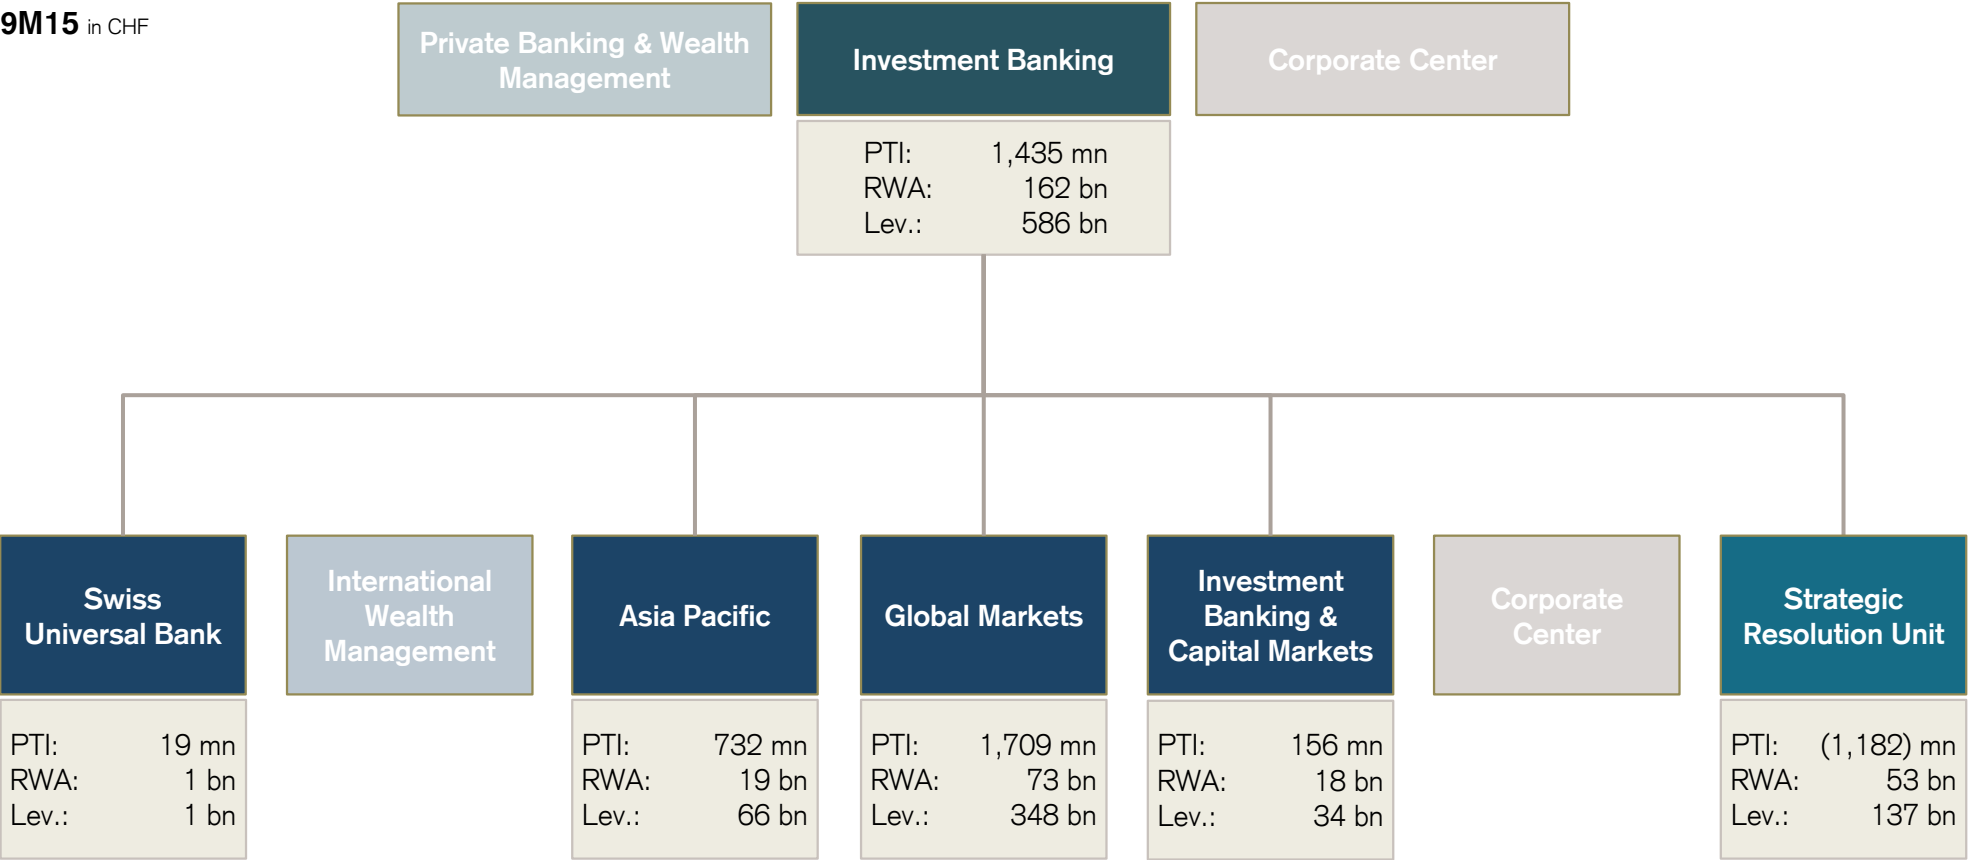 9M15 in CHF
Private Banking & Wealth
Management
Investment Banking
Corporate Center
PTI: 1,435 mn
RWA: 162 bn
Lev.: 586 bn
Swiss
Universal Bank
International
Wealth
Management
Asia Pacific
Global Markets
Investment
Banking &
Capital Markets
Corporate
Center
Strategic
Resolution Unit
PTI: 19 mn
RWA: 1 bn
Lev.: 1 bn
PTI: 732 mn
RWA: 19 bn
Lev.: 66 bn
PTI: 1,709 mn
RWA: 73 bn
Lev.: 348 bn
PTI: 156 mn
RWA: 18 bn
Lev.: 34 bn
PTI: (1,182) mn
RWA: 53 bn
Lev.: 137 bn